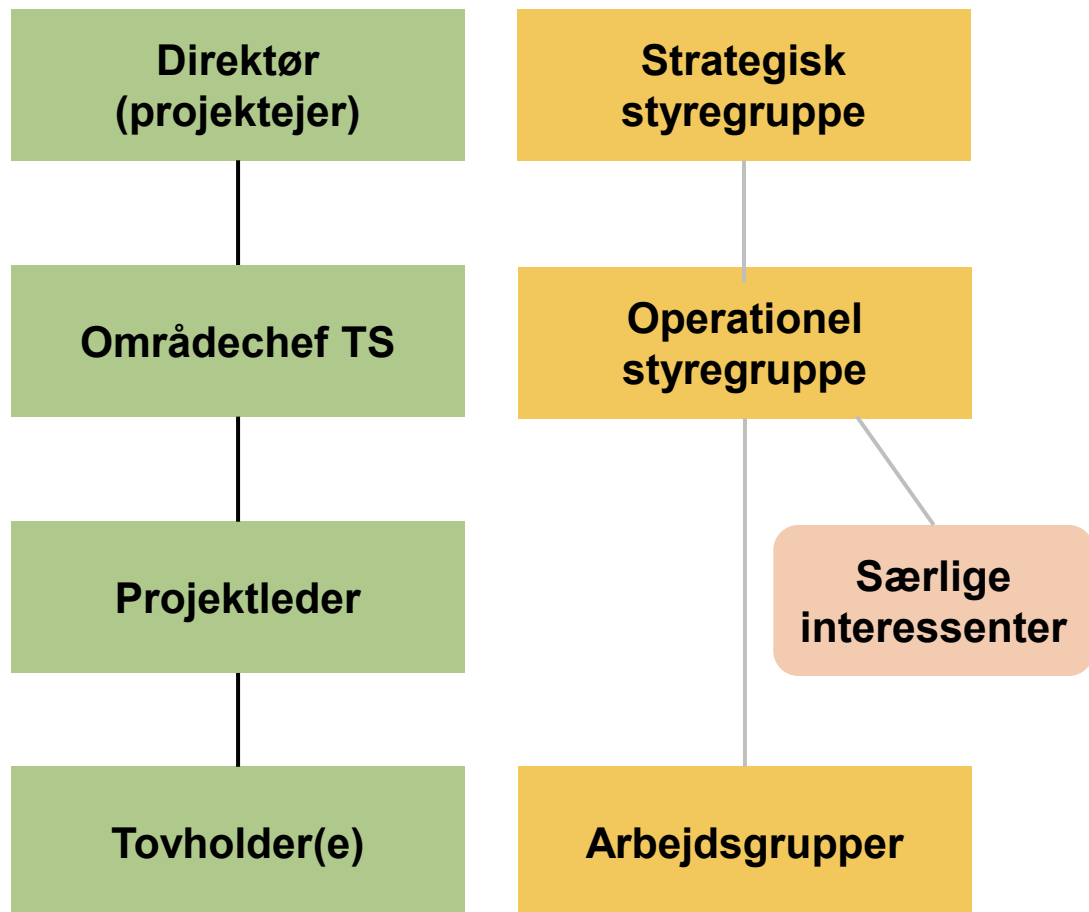 Direktør
(projektejer)
Strategisk
styregruppe
Områdechef TS
Operationel
styregruppe
Projektleder
Særlige
interessenter
Tovholder(e)
Arbejdsgrupper